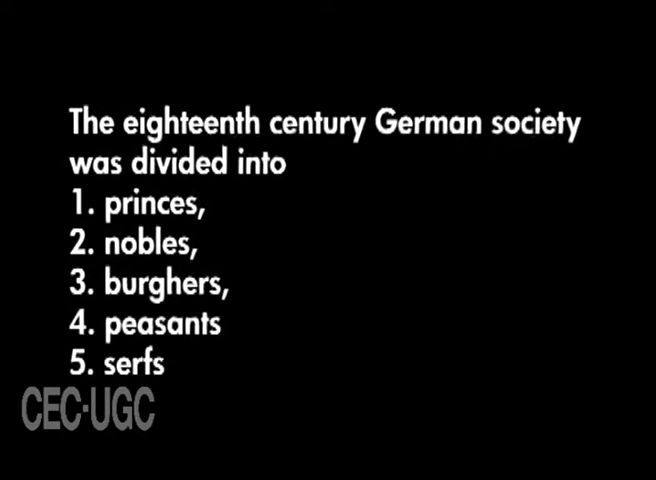 The eighteenth century German society
was divided into
1. princes,
2. nobles,
3. burghers,
4. peasants
5. serfs
CEC-UGC